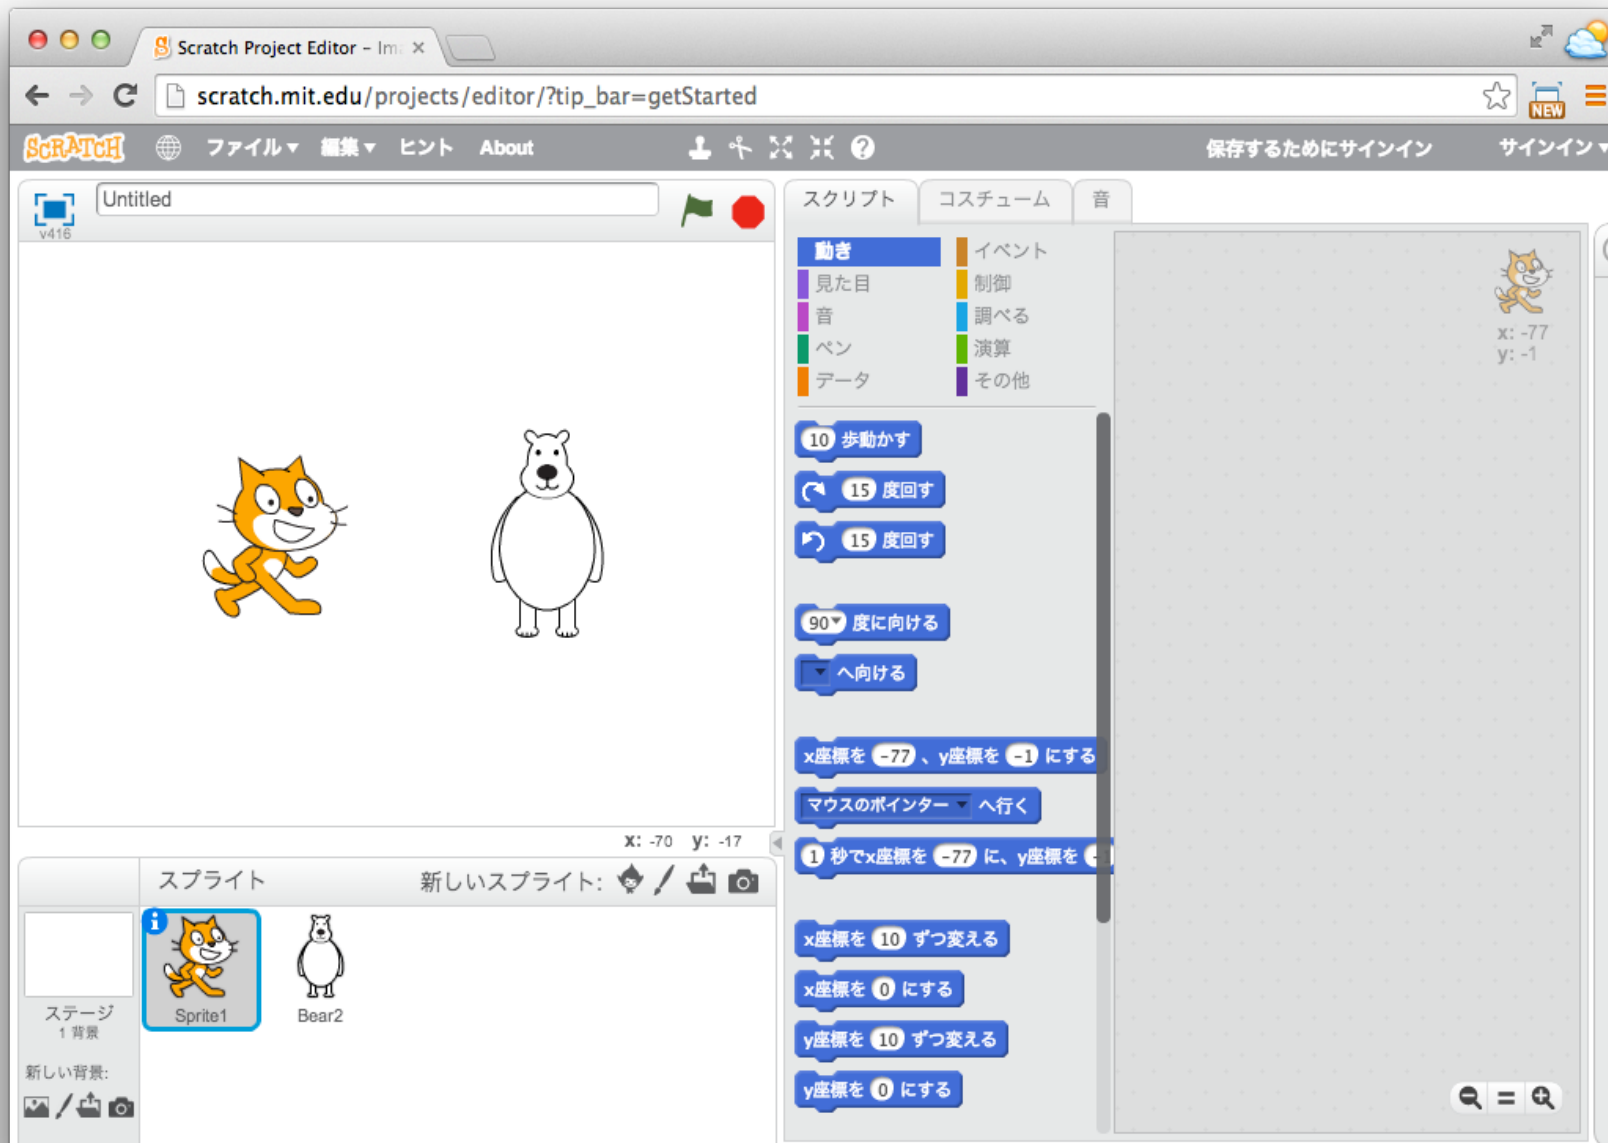 Scratch Project Editor - Im
scratch.mit.edu/projects/editor/?tip_bar=getStarted
NEW
SCRATCH ファイル▼ 編集▼ ヒント About
保存するためにサインイン サインイン▼
Untitled
v416
スクリプト コスチューム 音
動き イベント
見た目 制御
音 調べる
ペン 演算
データ その他
x: -77
y: -1
10 歩動かす
15 度回す
15 度回す
90▼ 度に向ける
▼ へ向ける
x座標を -77 、y座標を -1 にする
マウスのポインター ▼ へ行く
1 秒でx座標を -77 に、y座標を
x座標を 10 ずつ変える
x座標を 0 にする
y座標を 10 ずつ変える
y座標を 0 にする
x: -70 y: -17
スプライト 新しいスプライト:
Sprite1 Bear2
ステージ
1 背景
新しい背景: